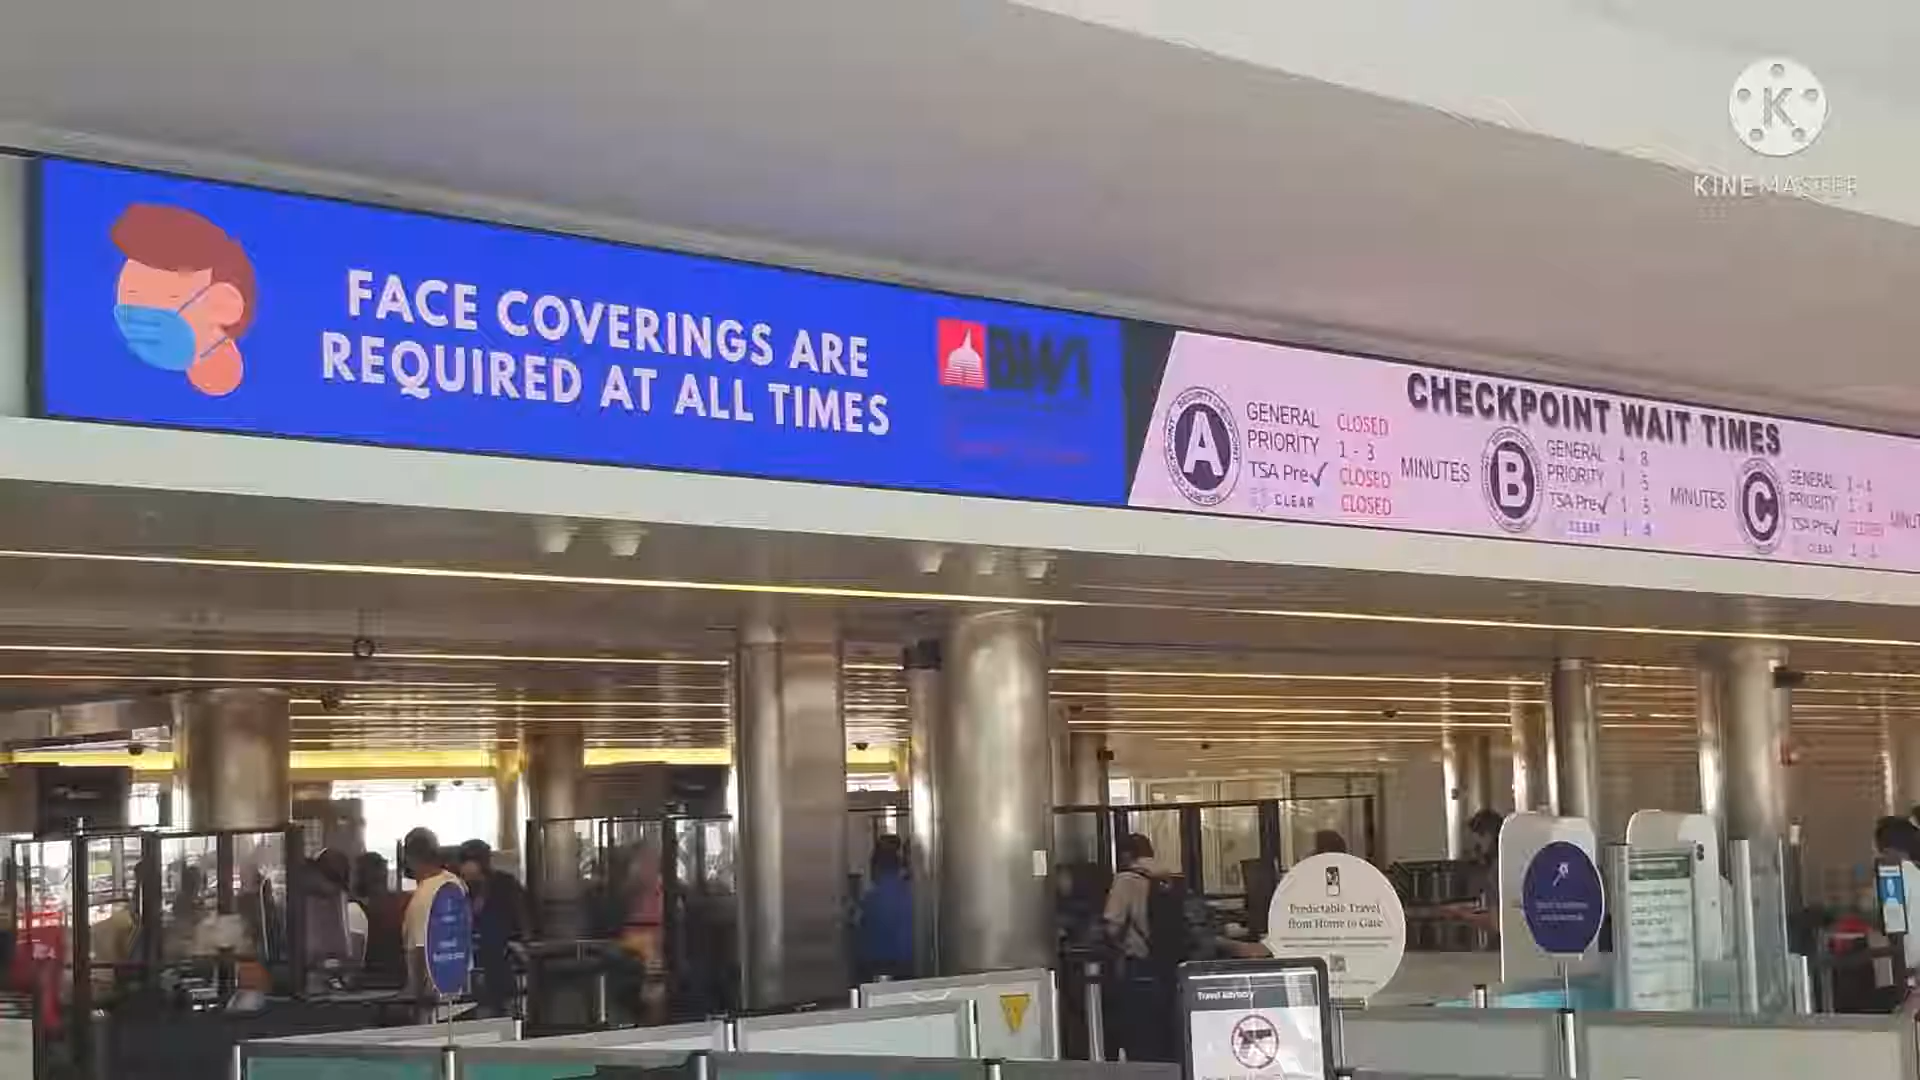 KINEMASTER
FACE COVERINGS ARE
REQUIRED AT ALL TIMES
BWI
CHECKPOINT WAIT TIMES
A
GENERAL CLOSED
PRIORITY 1 - 3
TSA Pre✓ CLOSED
CLEAR CLOSED
MINUTES
B
GENERAL 4 8
PRIORITY 1 5
TSA Pre✓ 1 5
CLEAR
MINUTES
C
GENERAL
PRIORITY
TSA Pre✓ CLOSED
CLEAR
Predictable Travel
from Home to Gate
Travel Advisory